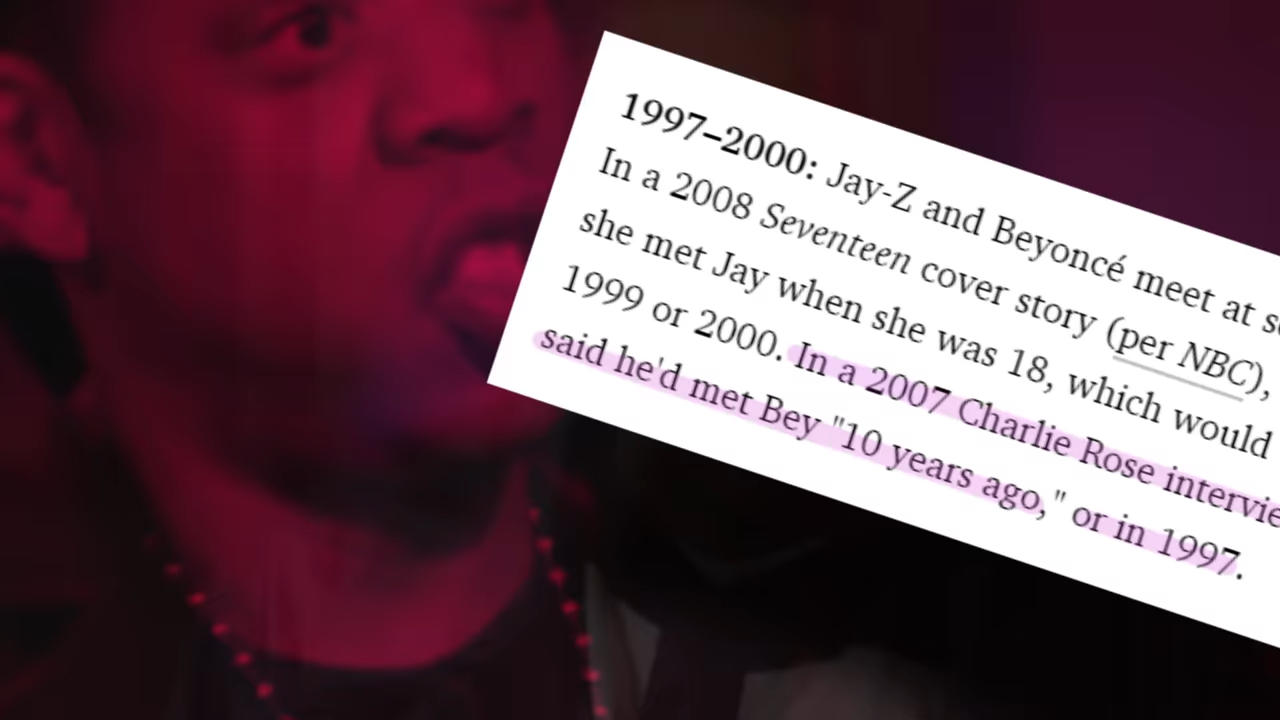 1997–2000: Jay-Z and Beyoncé meet at
In a 2008 Seventeen cover story (per NBC),
she met Jay when she was 18, which would
1999 or 2000. In a 2007 Charlie Rose
said he'd met Bey "10 years ago," or in 1997.